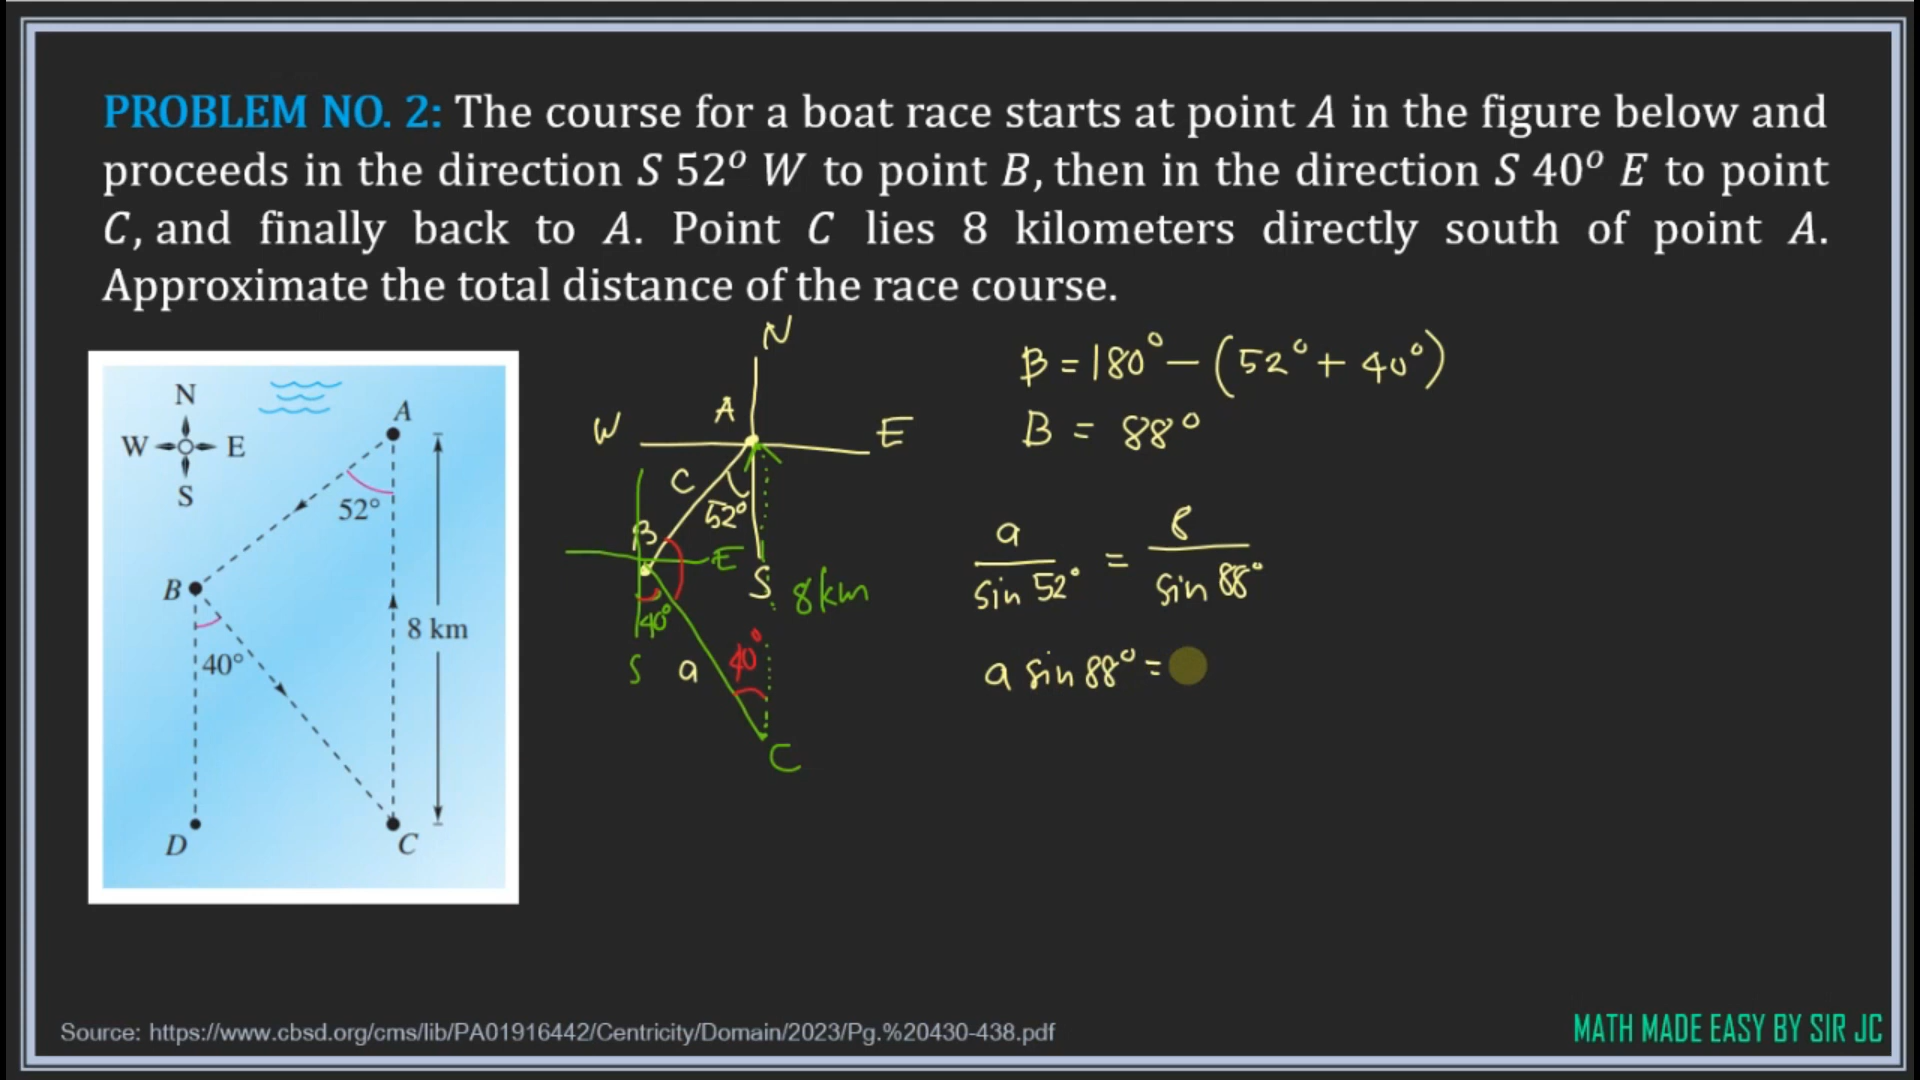 PROBLEM NO. 2: The course for a boat race starts at point A in the figure below and
proceeds in the direction S 52° W to point B, then in the direction S 40° E to point
C, and finally back to A. Point C lies 8 kilometers directly south of point A.
Approximate the total distance of the race course.
N
W E
S
A
52°
B
40°
8 km
D
C
N
W
A
E
C
52°
B
E
S
8km
40°
S
a
40°
C
B = 180° − (52° + 40°)
B = 88°
a / sin 52° = 8 / sin 88°
a sin 88° =
Source: https://www.cbsd.org/cms/lib/PA01916442/Centricity/Domain/2023/Pg.%20430-438.pdf
MATH MADE EASY BY SIR JC